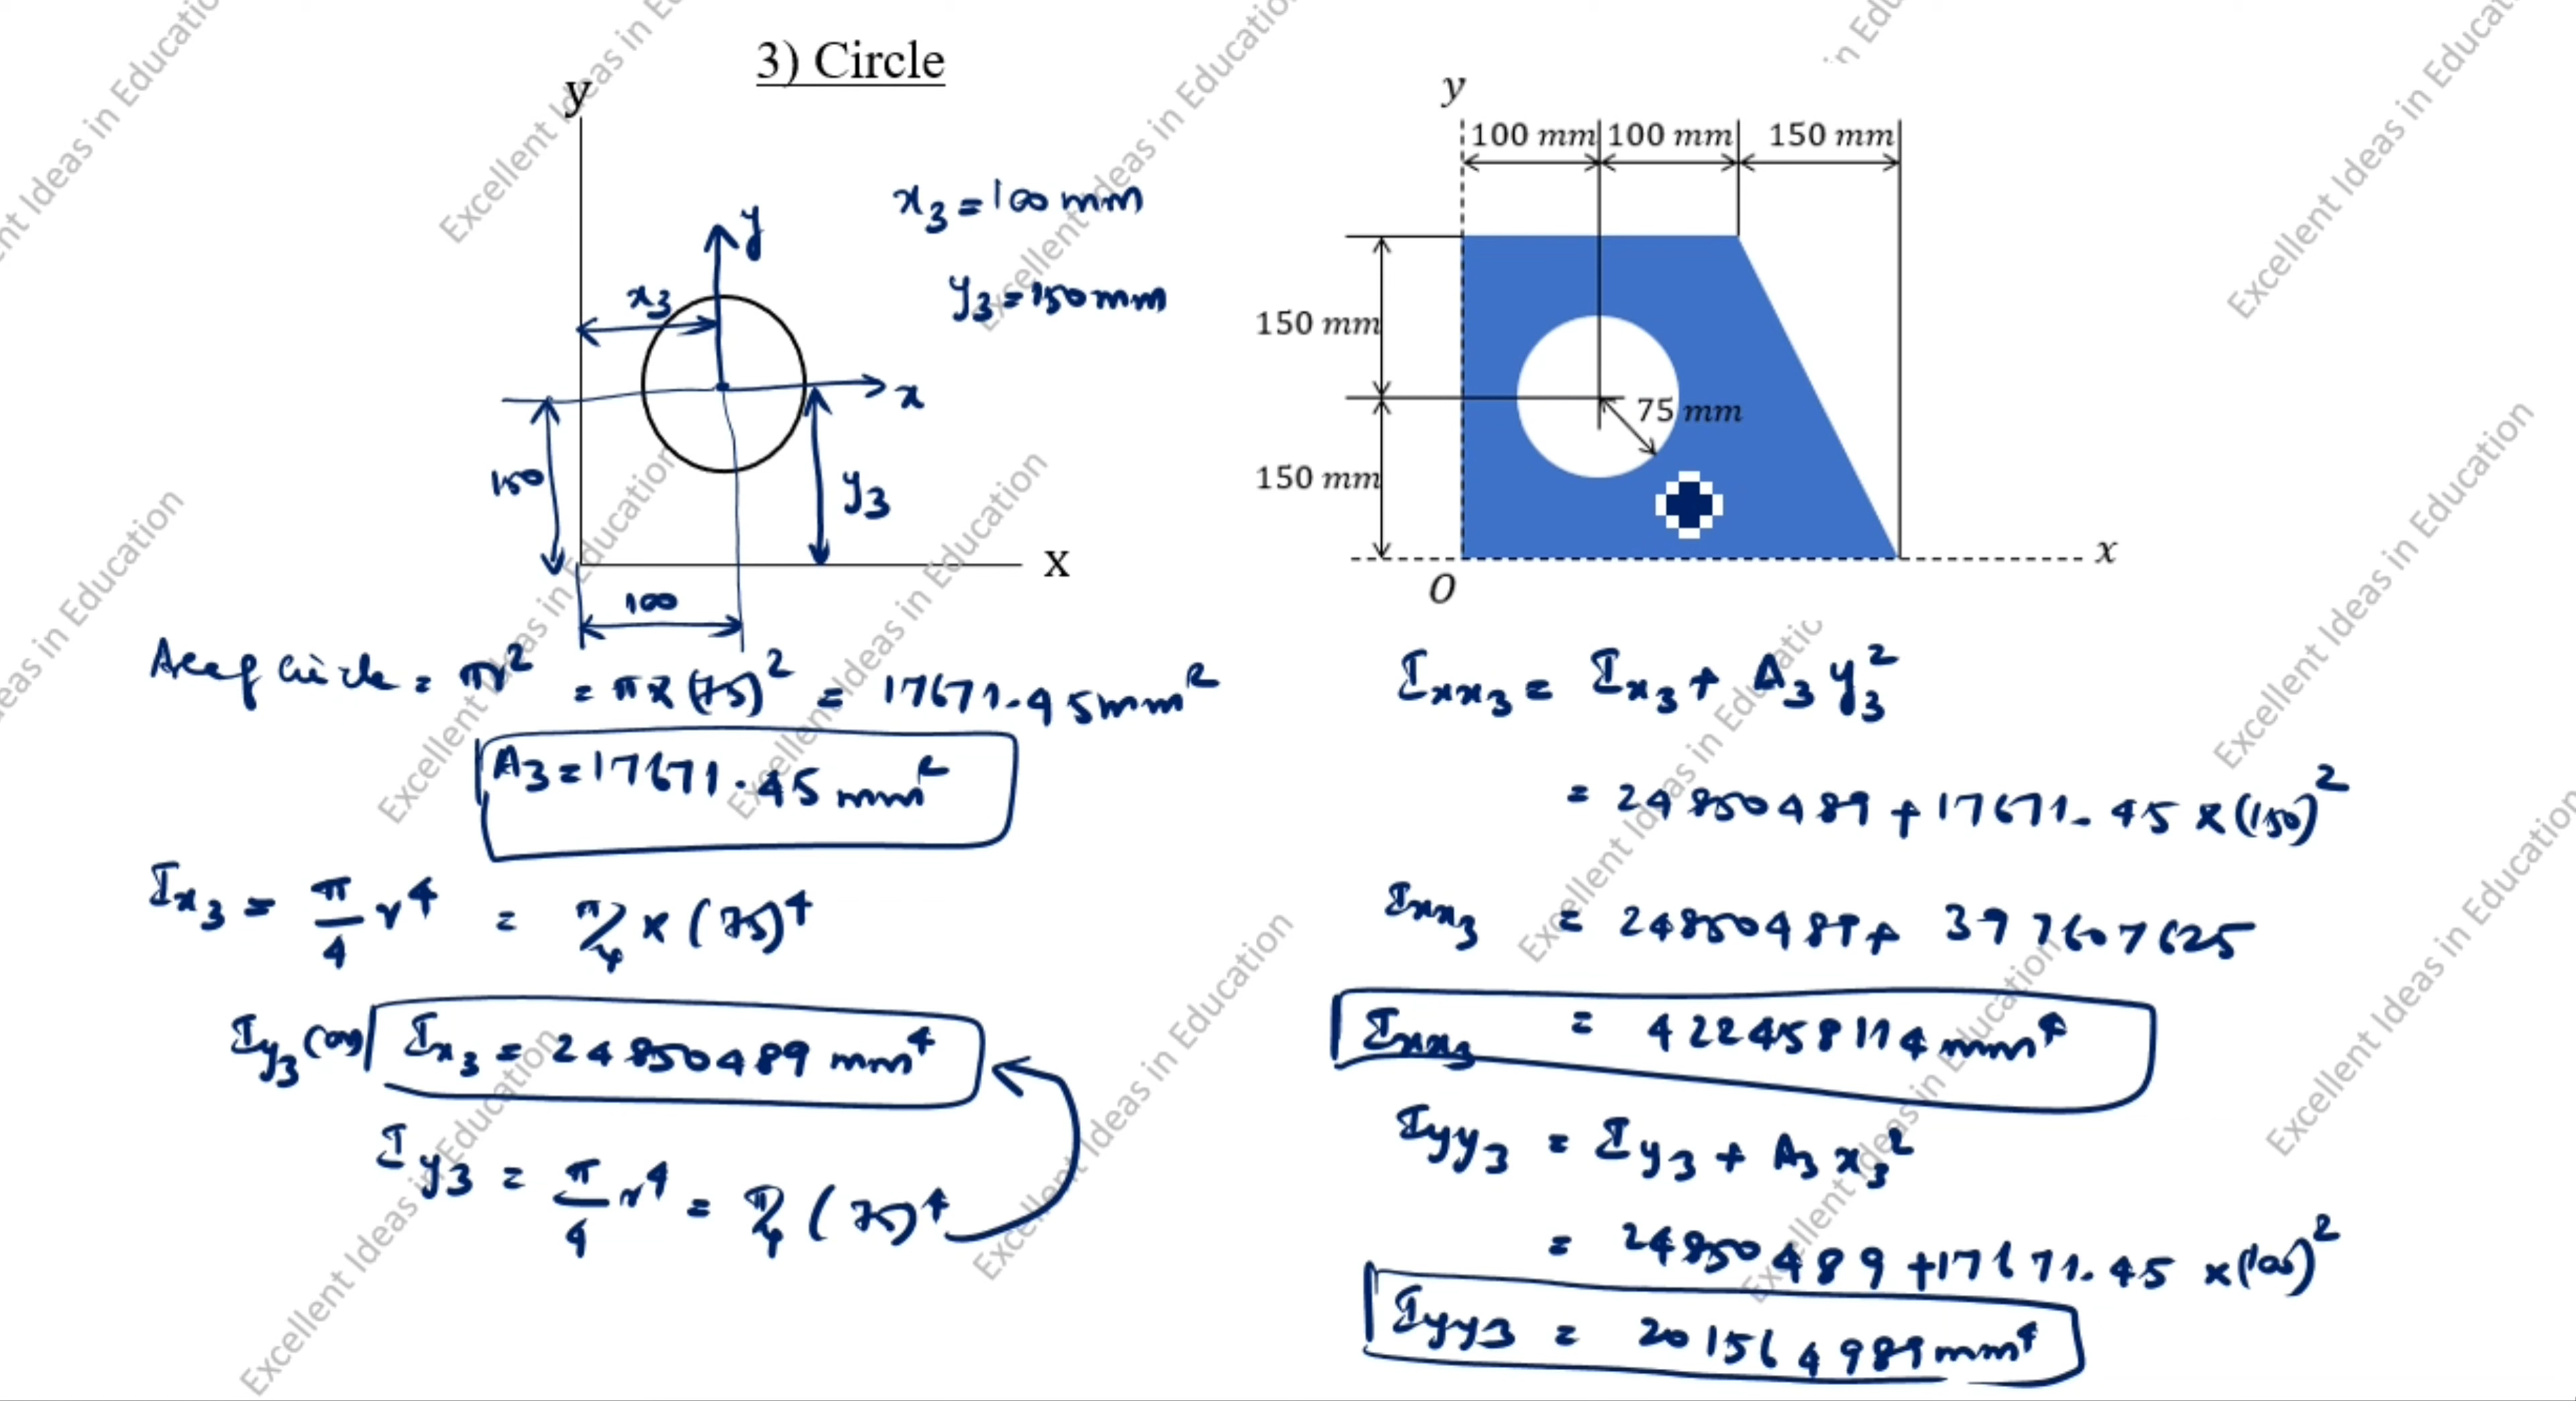 3) Circle
y
x₃ = 100 mm
y
y₃ = 150 mm
x₃
x
150
y₃
x
100
Area of circle = πr² = π x (75)² = 17671.45 mm²
A₃ = 17671.45 mm²
Iₓ₃ = π/4 r⁴ = π/4 x (75)⁴
Iy₃ (or) Iₓ₃ = 24850489 mm⁴
Iy₃ = π/4 r⁴ = π/4 (75)⁴
y
100 mm 100 mm 150 mm
150 mm
75 mm
150 mm
x
O
Iₓₓ₃ = Iₓ₃ + A₃ y₃²
= 24850489 + 17671.45 x (150)²
Iₓₓ₃ = 24850489 + 397607625
Iₓₓ₃ = 422458114 mm⁴
Iyy₃ = Iy₃ + A₃ x₃²
= 24850489 + 17671.45 x (100)²
Iyy₃ = 201564989 mm⁴
Excellent Ideas in Education